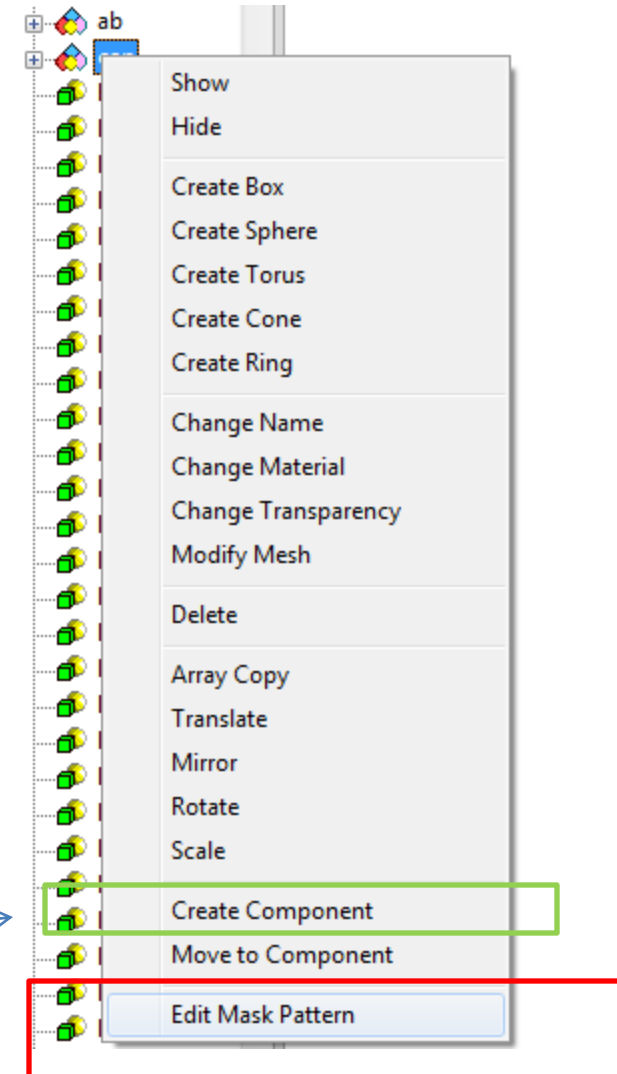 ab
Show
Hide
Create Box
Create Sphere
Create Torus
Create Cone
Create Ring
Change Name
Change Material
Change Transparency
Modify Mesh
Delete
Array Copy
Translate
Mirror
Rotate
Scale
Create Component
Move to Component
Edit Mask Pattern